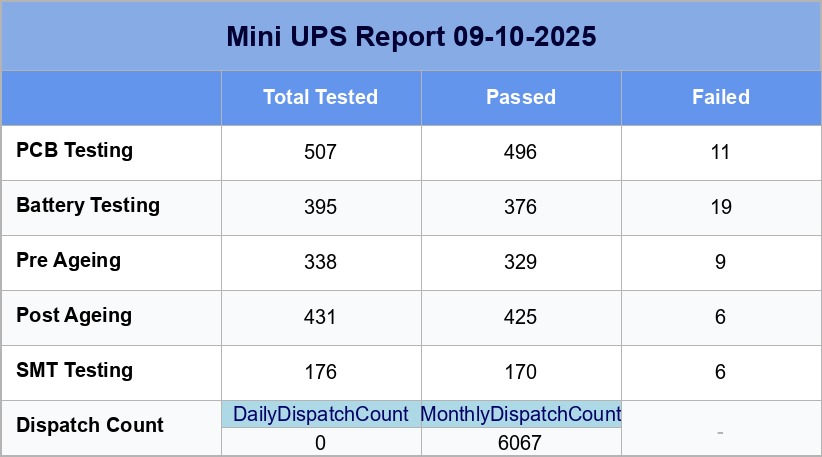 Mini UPS Report 09-10-2025
Total Tested Passed Failed
PCB Testing 507 496 11
Battery Testing 395 376 19
Pre Ageing 338 329 9
Post Ageing 431 425 6
SMT Testing 176 170 6
Dispatch Count DailyDispatchCount MonthlyDispatchCount -
0 6067